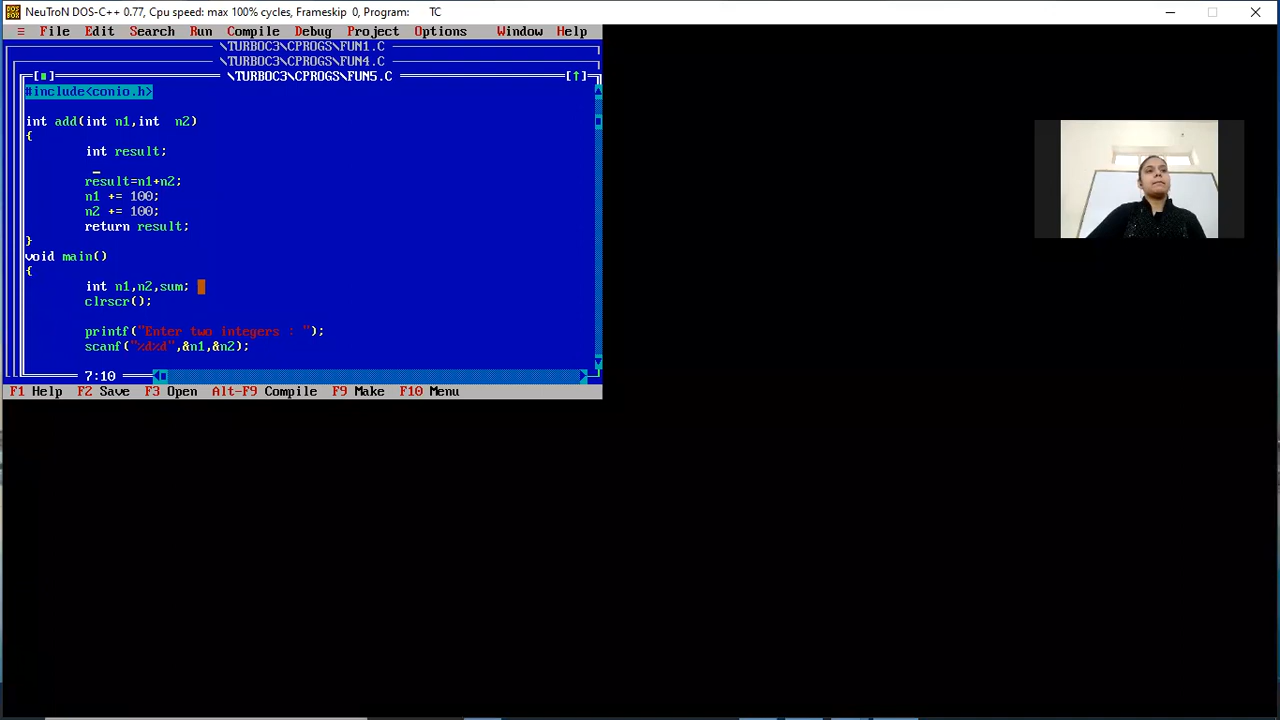 NeuTroN DOS-C++ 0.77, Cpu speed: max 100% cycles, Frameskip 0, Program: TC
≡ File Edit Search Run Compile Debug Project Options Window Help
\TURBOC3\CPROGS\FUN1.C
\TURBOC3\CPROGS\FUN4.C
[■] \TURBOC3\CPROGS\FUN5.C [↑]
#include<conio.h>
int add(int n1,int  n2)
{
int result;
result=n1+n2;
n1 += 100;
n2 += 100;
return result;
}
void main()
{
int n1,n2,sum;
clrscr();
printf("Enter two integers : ");
scanf("%d%d",&n1,&n2);
7:10
F1 Help F2 Save F3 Open Alt-F9 Compile F9 Make F10 Menu